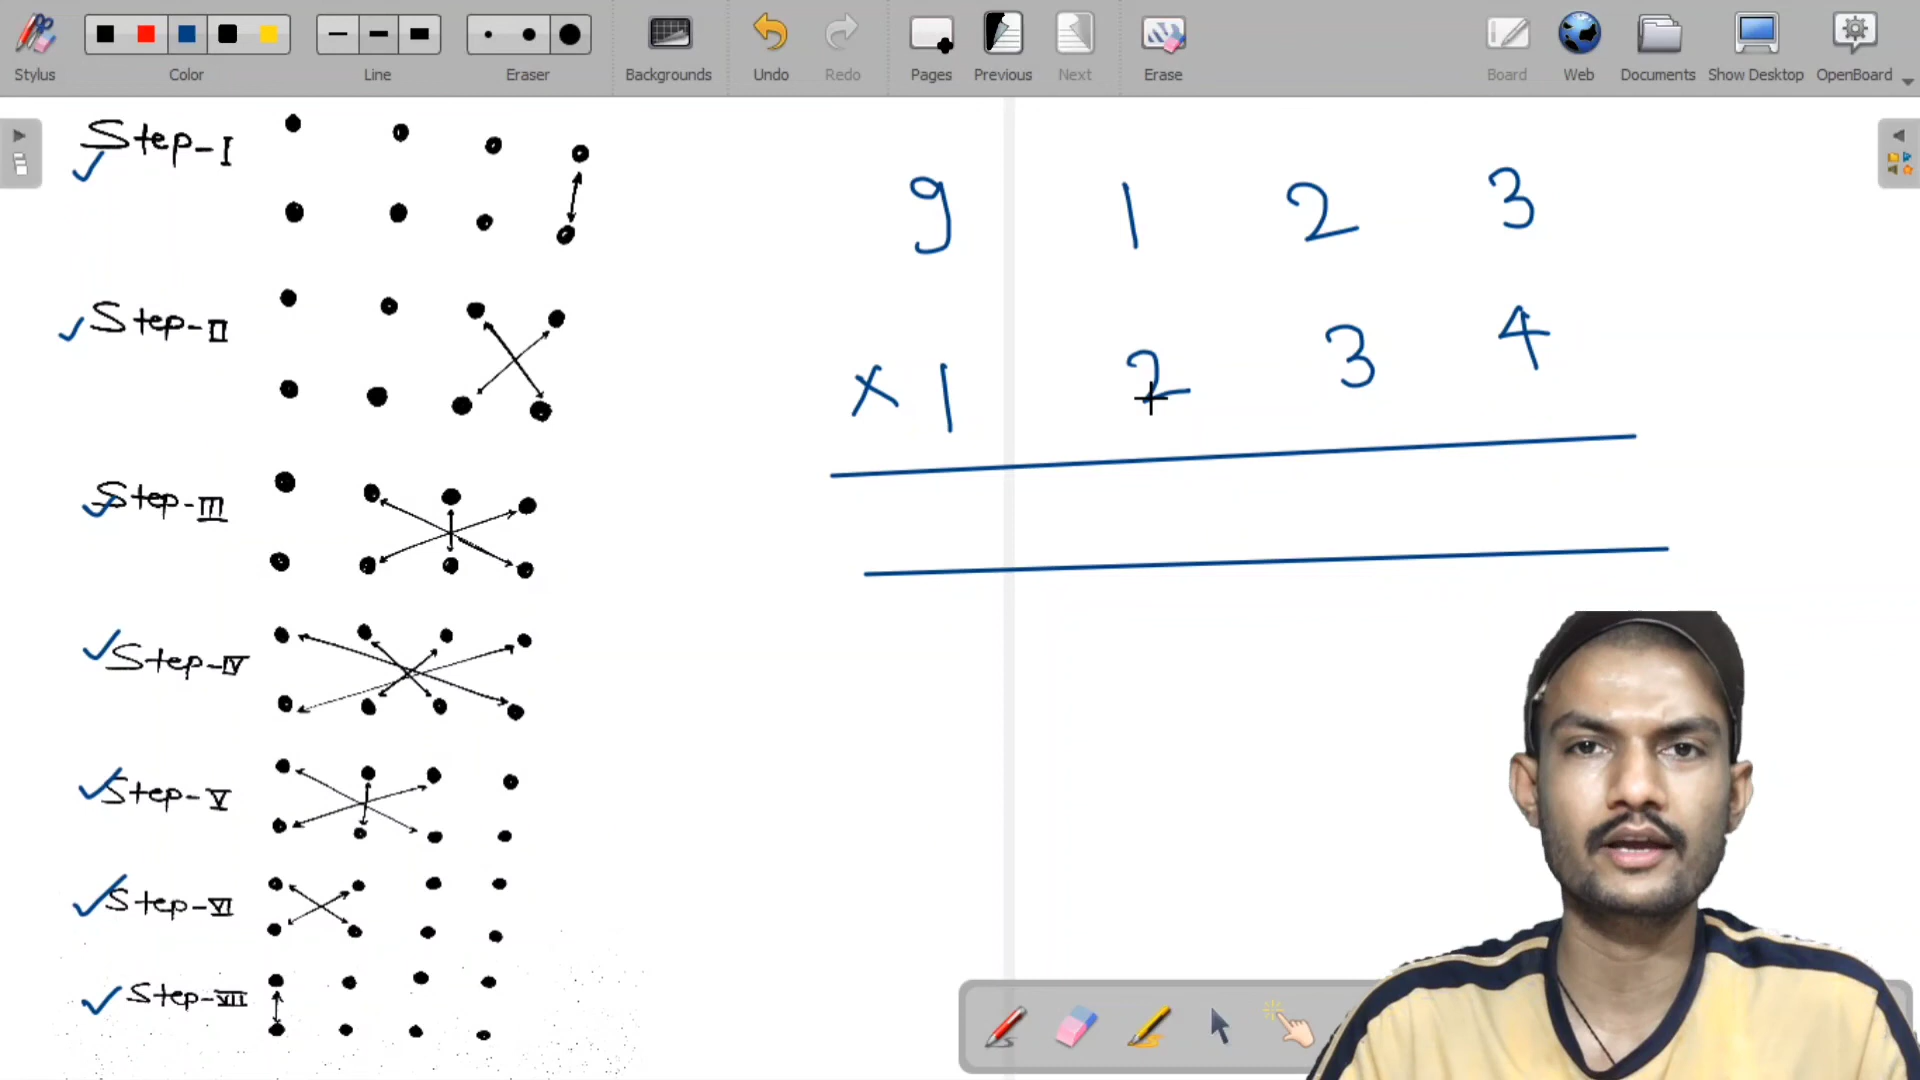 Stylus
Color
Line
Eraser
Backgrounds
Undo
Redo
Pages
Previous
Next
Erase
Board
Web
Documents
Show Desktop
OpenBoard
Step-I
Step-II
Step-III
Step-IV
Step-V
Step-VI
Step-VII
9 1 2 3
× 1 2 3 4